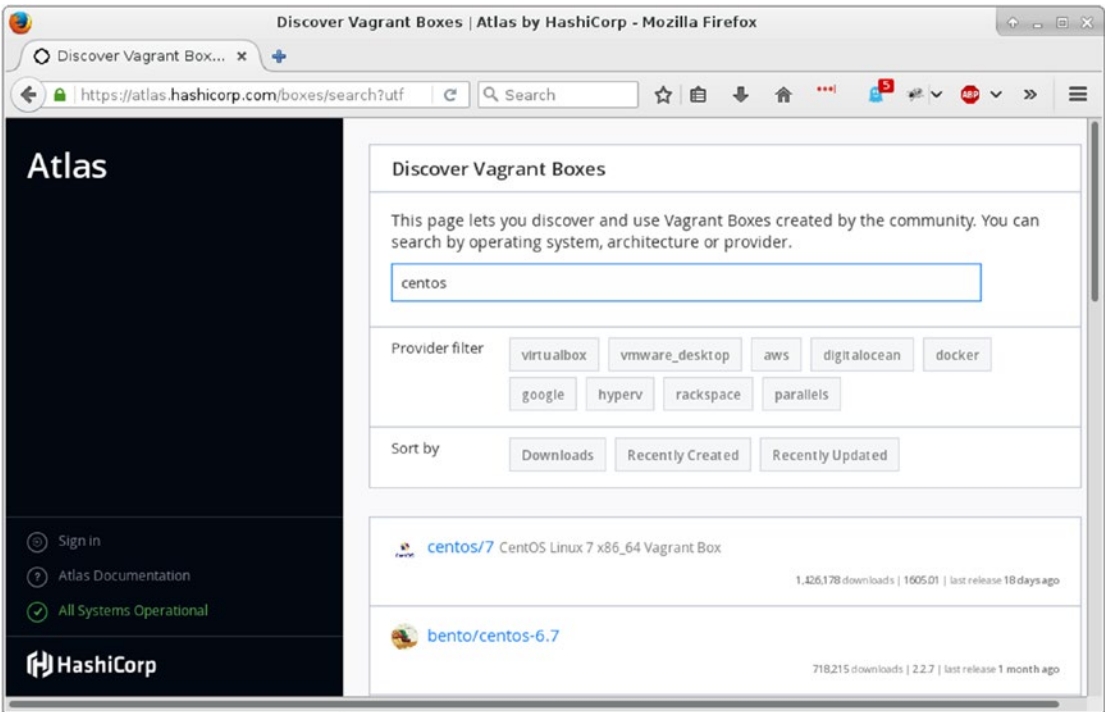 Discover Vagrant Boxes | Atlas by HashiCorp - Mozilla Firefox
Discover Vagrant Box...
https://atlas.hashicorp.com/boxes/search?utf
Search
5
ABP
Atlas
Discover Vagrant Boxes
This page lets you discover and use Vagrant Boxes created by the community. You can
search by operating system, architecture or provider.
centos
Provider filter
virtualbox vmware_desktop aws digitalocean docker
google hyperv rackspace parallels
Sort by
Downloads Recently Created Recently Updated
centos/7 CentOS Linux 7 x86_64 Vagrant Box
1,426,178 downloads | 1605.01 | last release 18 days ago
bento/centos-6.7
718,215 downloads | 2.2.7 | last release 1 month ago
Sign in
Atlas Documentation
All Systems Operational
HashiCorp